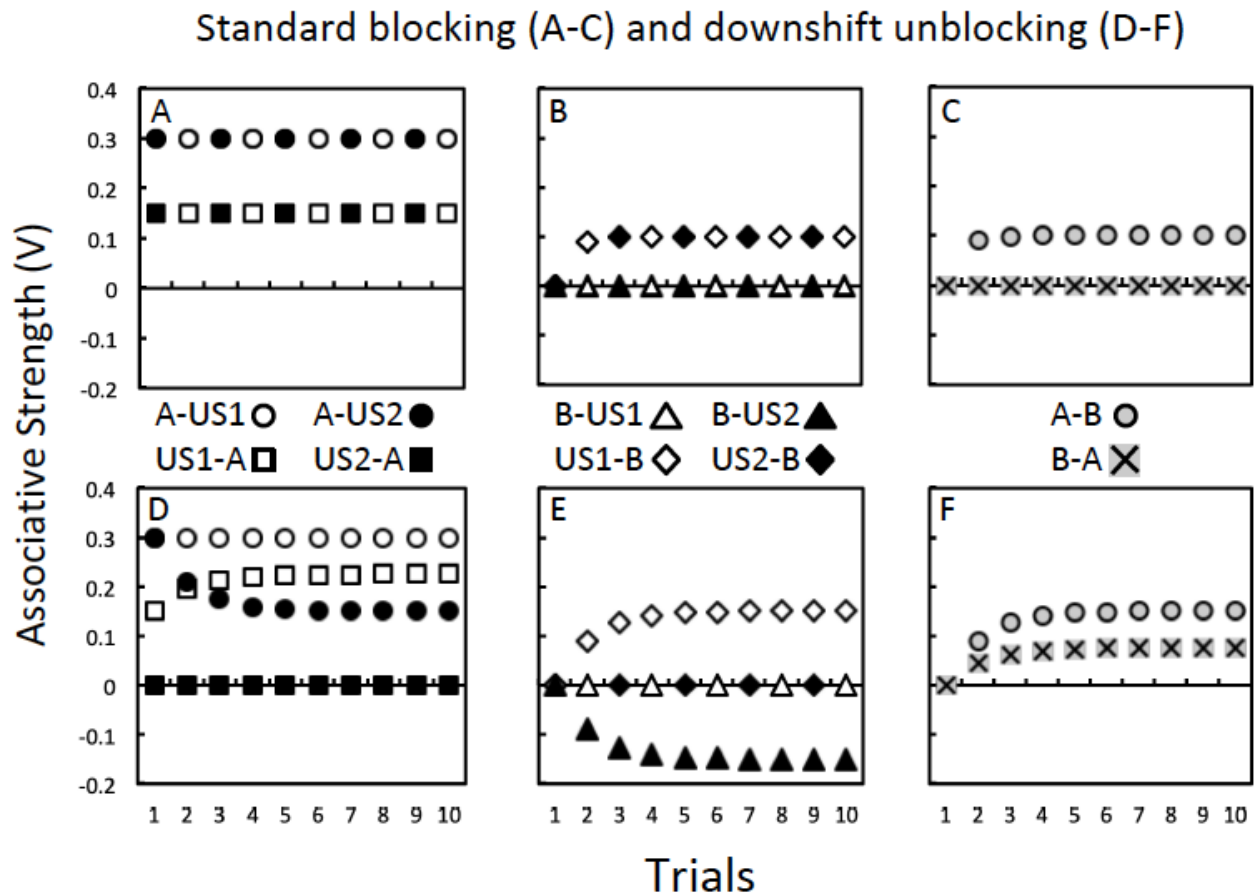 Standard blocking (A-C) and downshift unblocking (D-F)
Associative Strength (V)
A
0.4
0.3
0.2
0.1
0
-0.1
-0.2
B
C
A-US1 A-US2
US1-A US2-A
B-US1 B-US2
US1-B US2-B
A-B
B-A
D
0.4
0.3
0.2
0.1
0
-0.1
-0.2
1 2 3 4 5 6 7 8 9 10
E
1 2 3 4 5 6 7 8 9 10
F
1 2 3 4 5 6 7 8 9 10
Trials